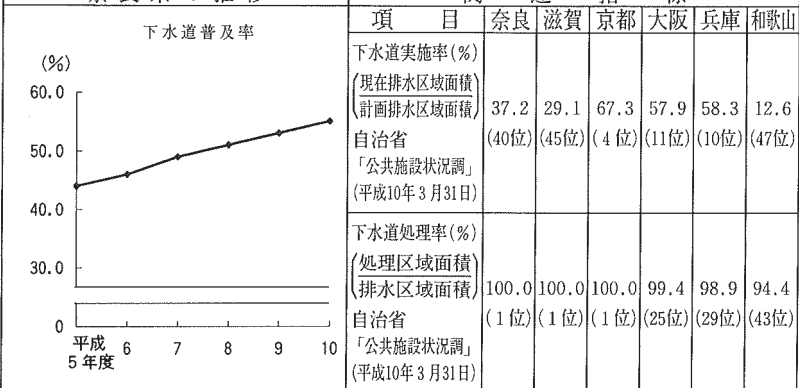 下水道普及率
(%)
60.0
50.0
40.0
30.0
0
平成
5年度 6 7 8 9 10
項 目 奈良 滋賀 京都 大阪 兵庫 和歌山
下水道実施率(%)
(現在排水区域面積
計画排水区域面積) 37.2 29.1 67.3 57.9 58.3 12.6
自治省 (40位) (45位) (4位) (11位) (10位) (47位)
「公共施設状況調」
(平成10年3月31日)
下水道処理率(%)
(処理区域面積
排水区域面積) 100.0 100.0 100.0 99.4 98.9 94.4
自治省 (1位) (1位) (1位) (25位) (29位) (43位)
「公共施設状況調」
(平成10年3月31日)